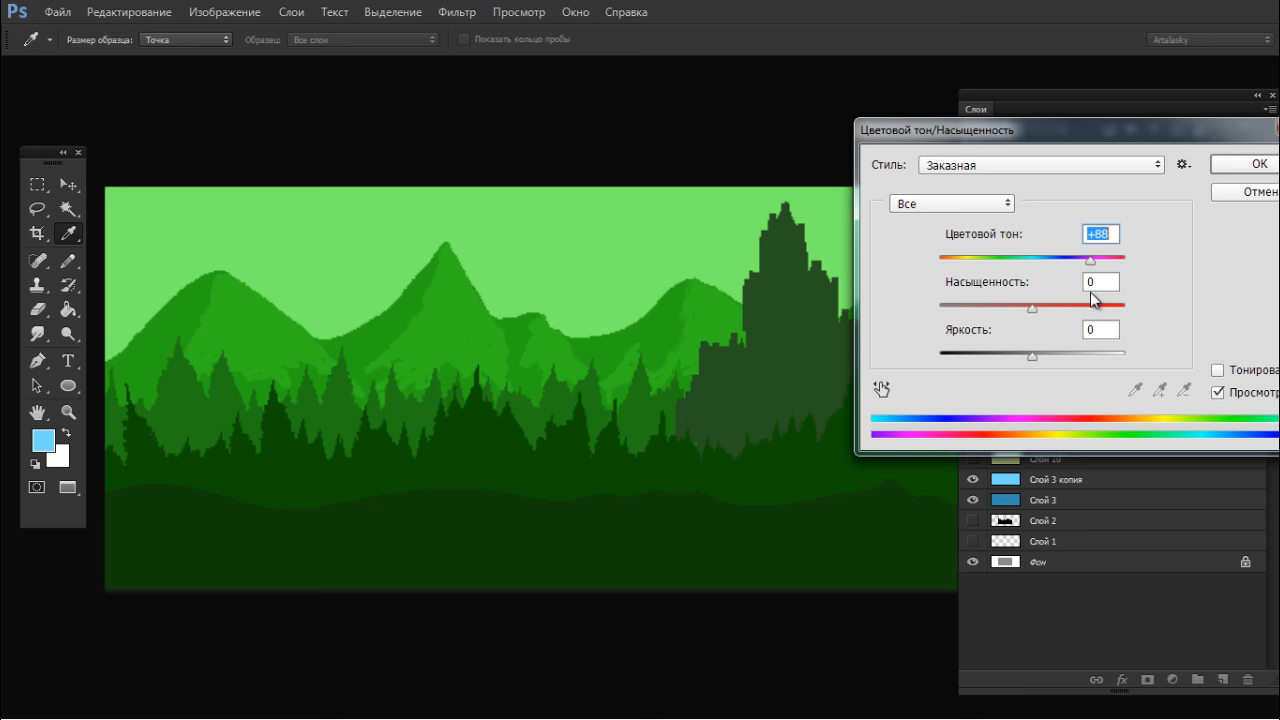 Ps Файл Редактирование Изображение Слои Текст Выделение Фильтр Просмотр Окно Справка
Размер образца: Точка Образец: Все слои Показать кольцо пробы Artalasky
Слои
Цветовой тон/Насыщенность
Стиль: Заказная OK
Отмен
Все
Цветовой тон: +88
Насыщенность: 0
Яркость: 0
Тонирова
Просмотр
T
Слой 10
Слой 3 копия
Слой 3
Слой 2
Слой 1
Фон
fx